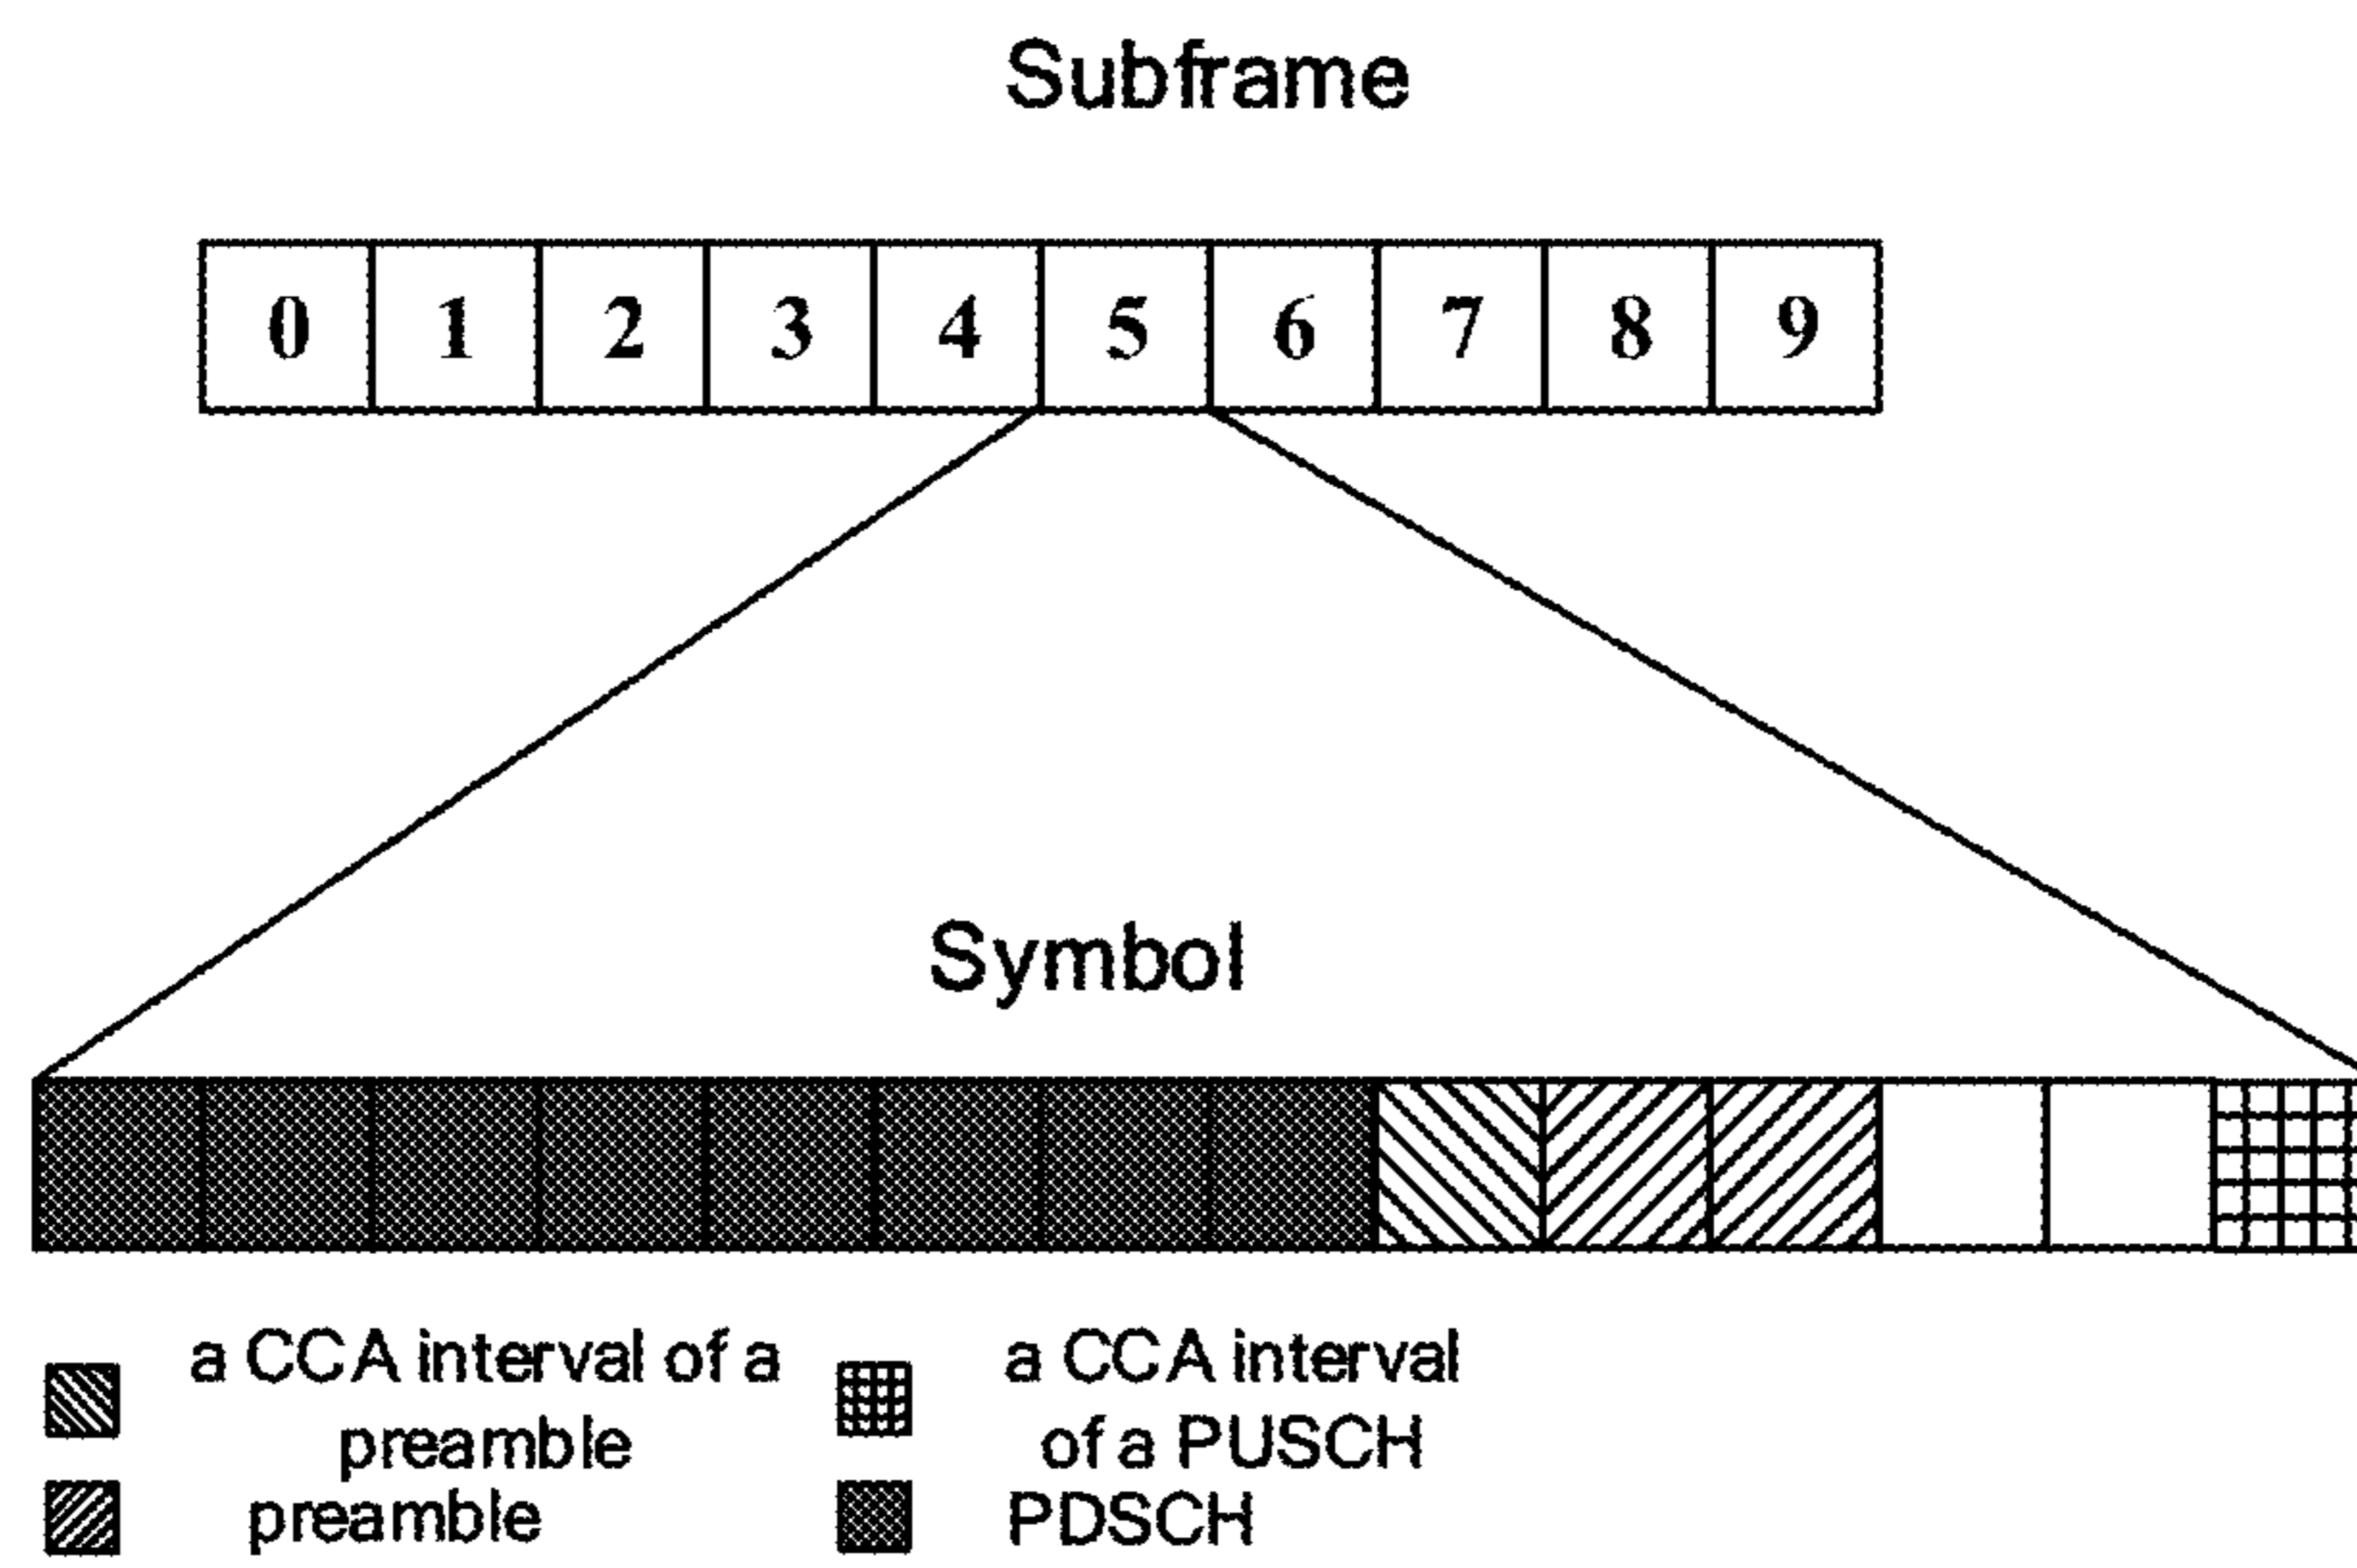 Subframe
0 1 2 3 4 5 6 7 8 9
Symbol
a CCA interval of a
preamble
a CCA interval
of a PUSCH
preamble
PDSCH